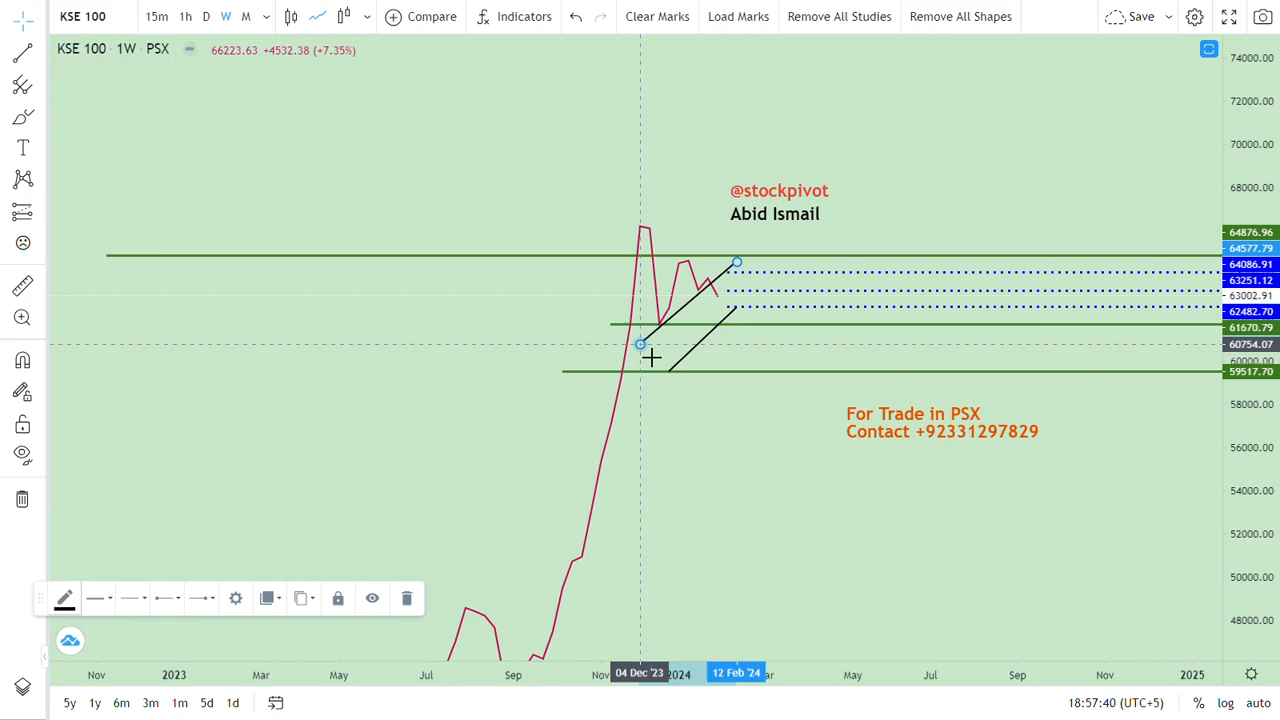 KSE 100 15m 1h D W M Compare Indicators Clear Marks Load Marks Remove All Studies Remove All Shapes Save
KSE 100 · 1W · PSX 66223.63 +4532.38 (+7.35%)
74000.00
72000.00
70000.00
68000.00
@stockpivot
Abid Ismail
64876.96
64577.79
64086.91
63251.12
63002.91
62482.70
61670.79
60754.07
60000.00
59517.70
58000.00
For Trade in PSX
Contact +92331297829
56000.00
54000.00
52000.00
50000.00
48000.00
Nov 2023 Mar May Jul Sep Nov 04 Dec '23 2024 12 Feb '24 Mar May Jul Sep Nov 2025
5y 1y 6m 3m 1m 5d 1d 18:57:40 (UTC+5) % log auto